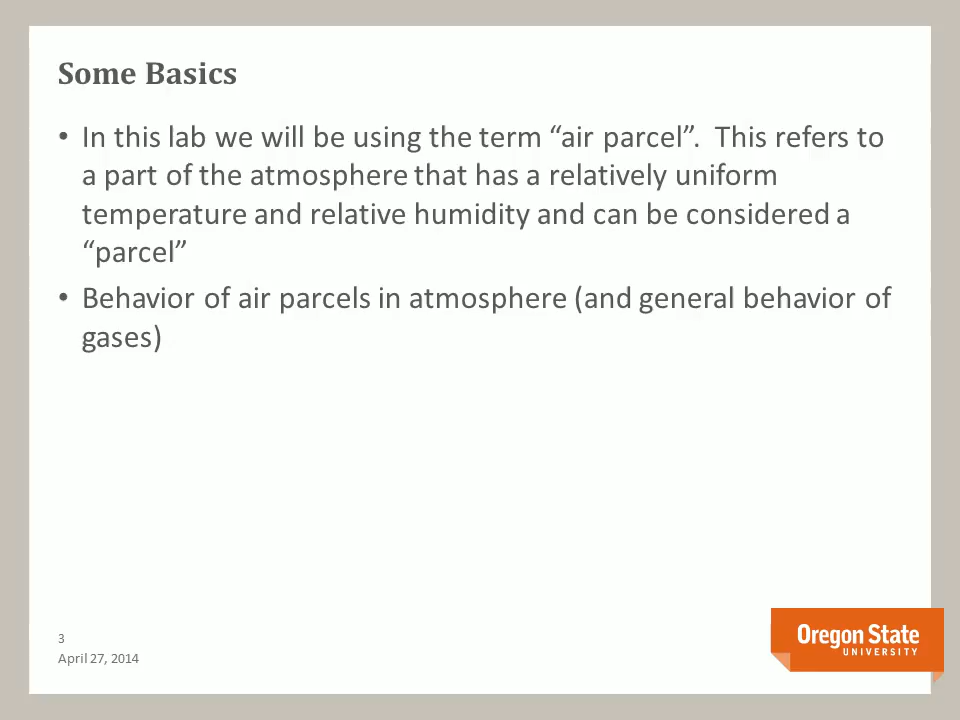 Some Basics
• In this lab we will be using the term “air parcel”.  This refers to
a part of the atmosphere that has a relatively uniform
temperature and relative humidity and can be considered a
“parcel”
• Behavior of air parcels in atmosphere (and general behavior of
gases)
3
April 27, 2014
Oregon State
UNIVERSITY